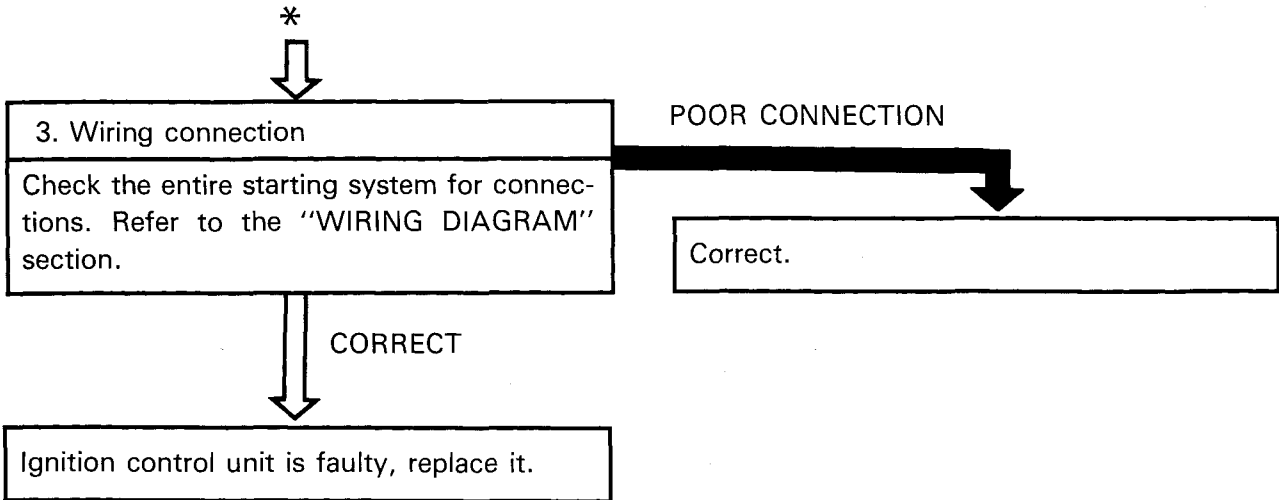 *
3. Wiring connection
POOR CONNECTION
Check the entire starting system for connec-
tions. Refer to the "WIRING DIAGRAM"
section.
Correct.
CORRECT
Ignition control unit is faulty, replace it.